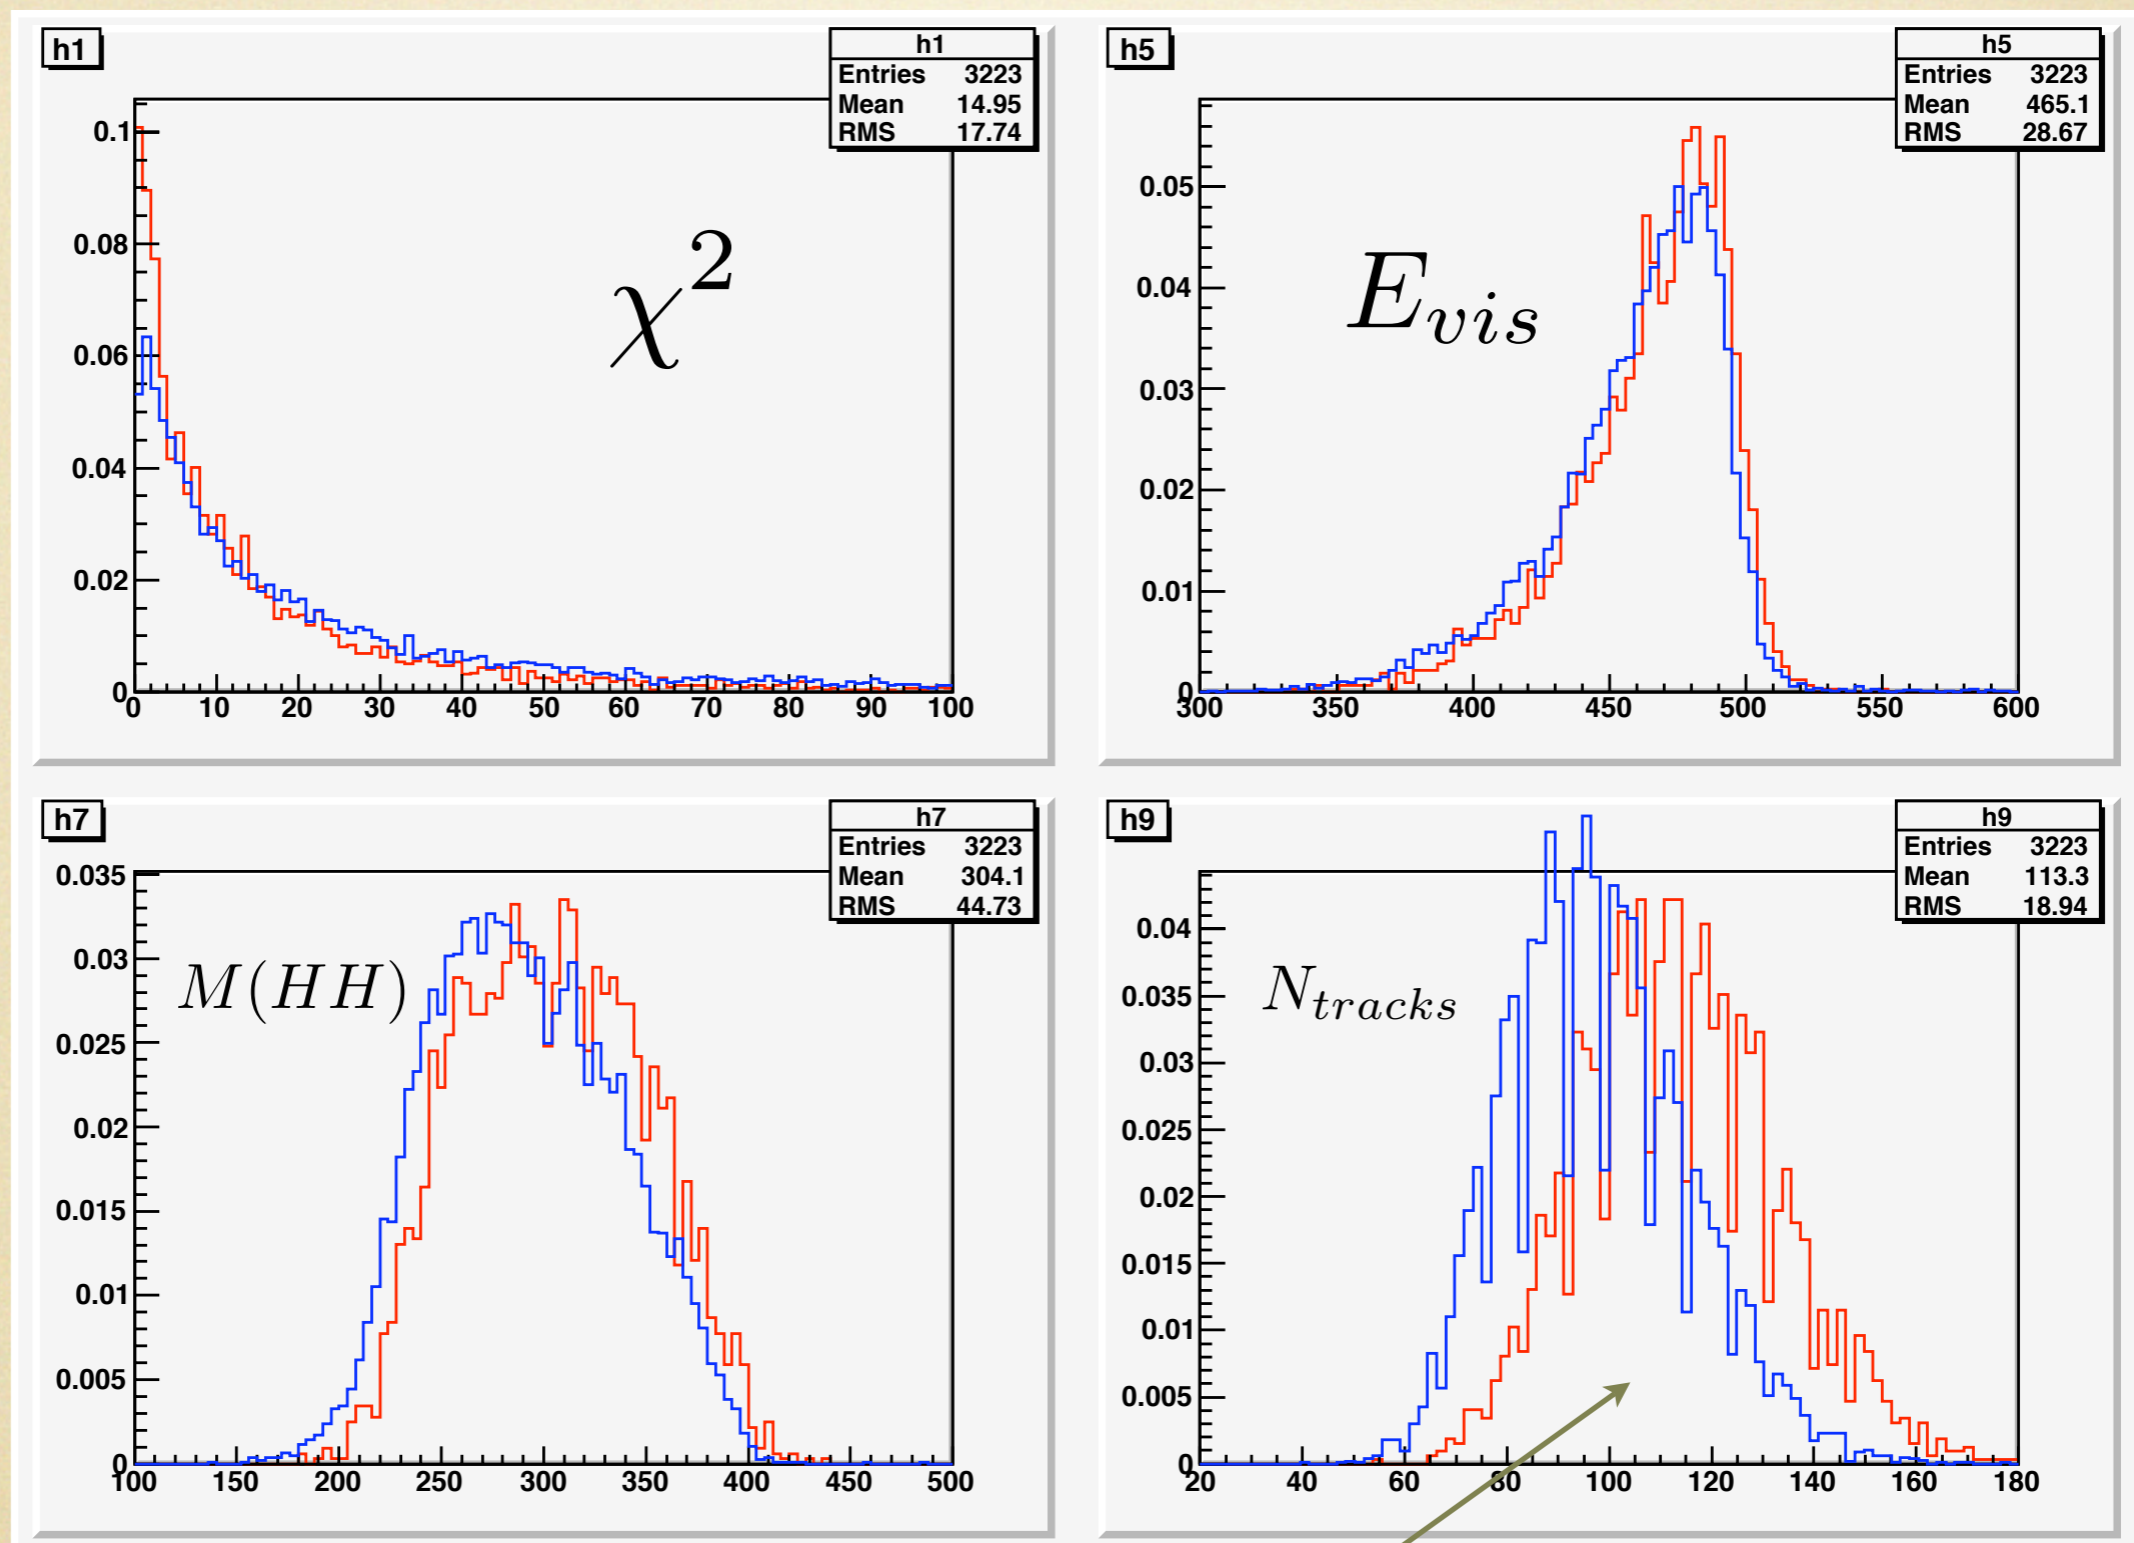 h1
h1
Entries 3223
Mean 14.95
RMS 17.74
χ²
0.1
0.08
0.06
0.04
0.02
0
0 10 20 30 40 50 60 70 80 90 100
h5
h5
Entries 3223
Mean 465.1
RMS 28.67
E_vis
0.05
0.04
0.03
0.02
0.01
0
300 350 400 450 500 550 600
h7
h7
Entries 3223
Mean 304.1
RMS 44.73
M(HH)
0.035
0.03
0.025
0.02
0.015
0.01
0.005
0
100 150 200 250 300 350 400 450 500
h9
h9
Entries 3223
Mean 113.3
RMS 18.94
N_tracks
0.04
0.035
0.03
0.025
0.02
0.015
0.01
0.005
0
20 40 60 80 100 120 140 160 180